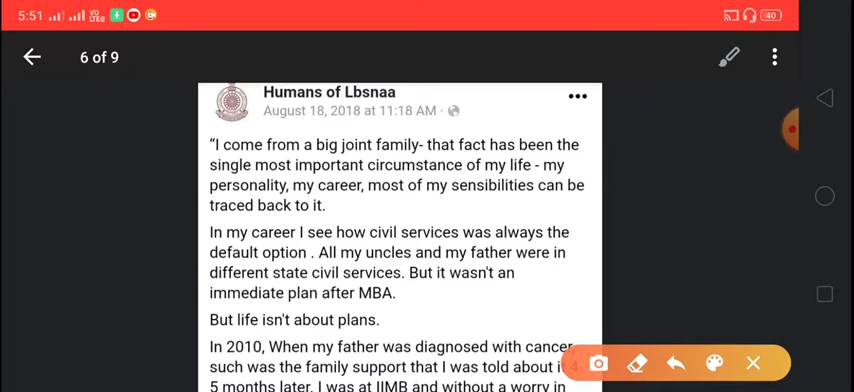 5:51 VO LTEB 40
6 of 9
Humans of Lbsnaa
August 18, 2018 at 11:18 AM ·
“I come from a big joint family- that fact has been the
single most important circumstance of my life - my
personality, my career, most of my sensibilities can be
traced back to it.
In my career I see how civil services was always the
default option . All my uncles and my father were in
different state civil services. But it wasn't an
immediate plan after MBA.
But life isn't about plans.
In 2010, When my father was diagnosed with cancer,
such was the family support that I was told about it 4-
5 months later. I was at IIMB and without a worry in